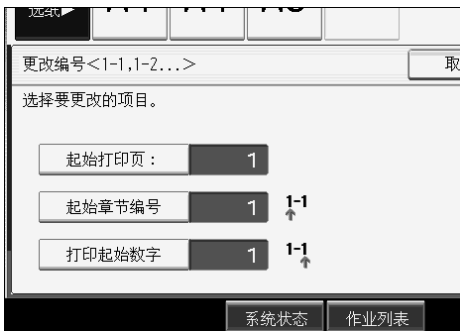 选纸▶
更改编号<1-1,1-2...>
选择要更改的项目。
起始打印页： 1
起始章节编号 1 1-1
打印起始数字 1 1-1
系统状态 作业列表